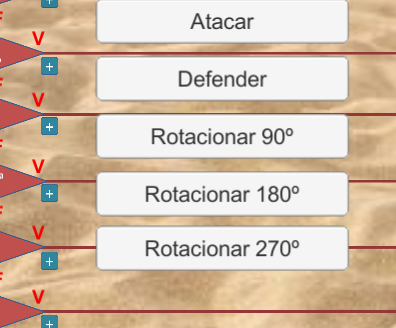 Atacar
V
+
Defender
V
+
Rotacionar 90º
V
+
Rotacionar 180º
V
+
Rotacionar 270º
V
+